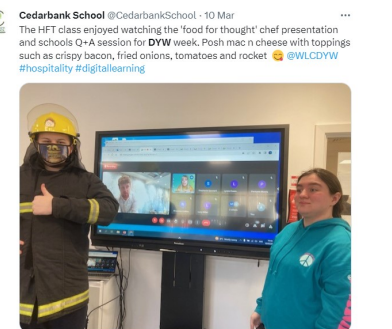 Cedarbank School @CedarbankSchool · 10 Mar
The HFT class enjoyed watching the 'food for thought' chef presentation
and schools Q+A session for DYW week. Posh mac n cheese with toppings
such as crispy bacon, fried onions, tomatoes and rocket 😋 @WLCDYW
#hospitality #digitallearning